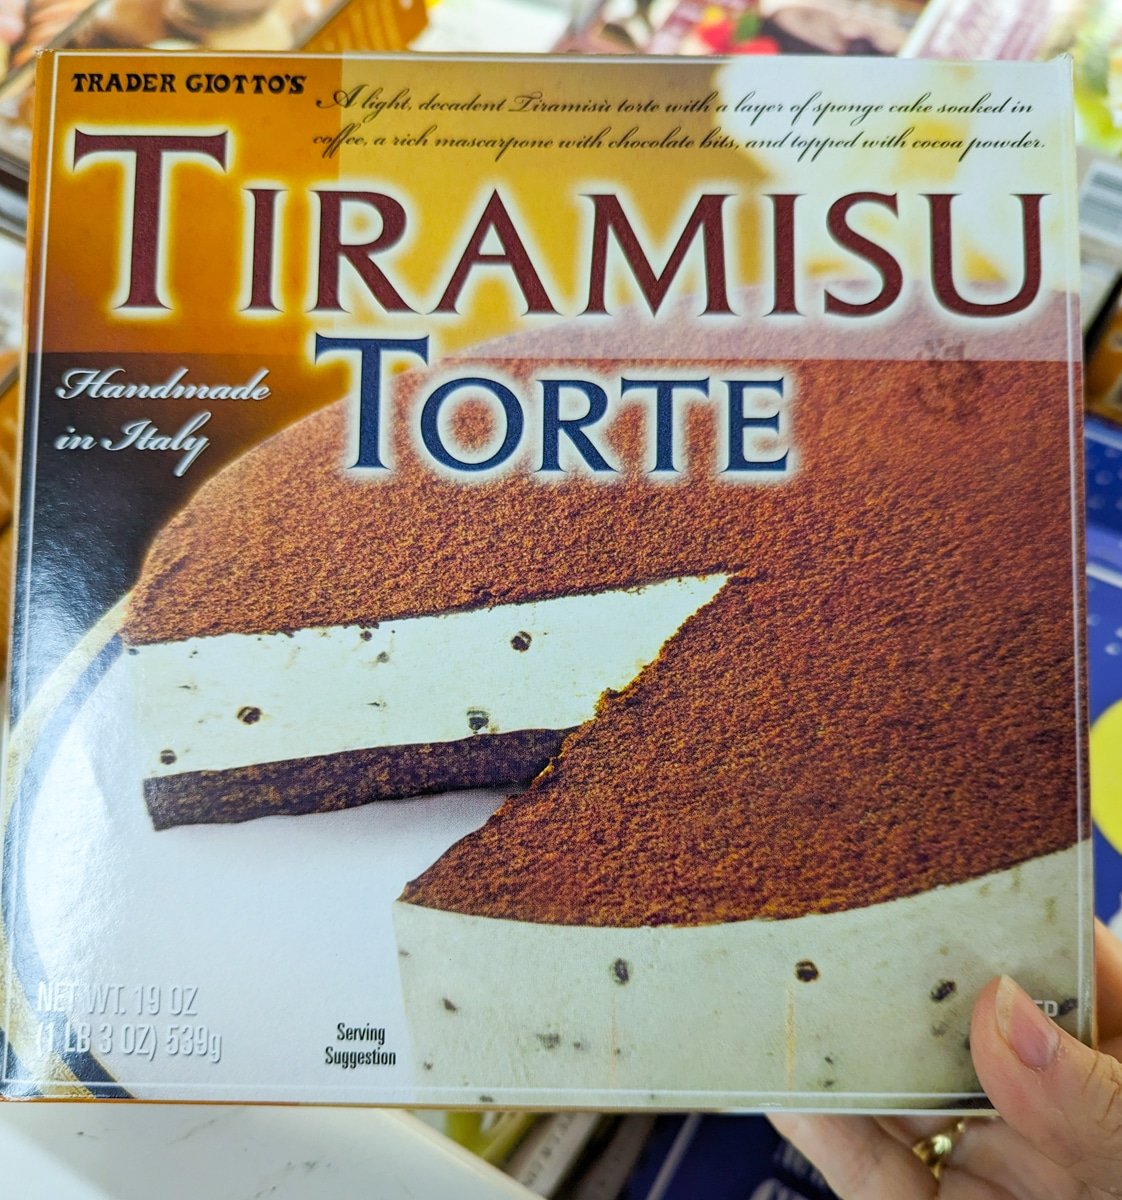 TRADER GIOTTO'S
A light, decadent Tiramisù torte with a layer of sponge cake soaked in
coffee, a rich mascarpone with chocolate bits, and topped with cocoa powder.
TIRAMISU
TORTE
Handmade
in Italy
NET WT. 19 OZ
(1 LB 3 OZ) 539g
Serving
Suggestion